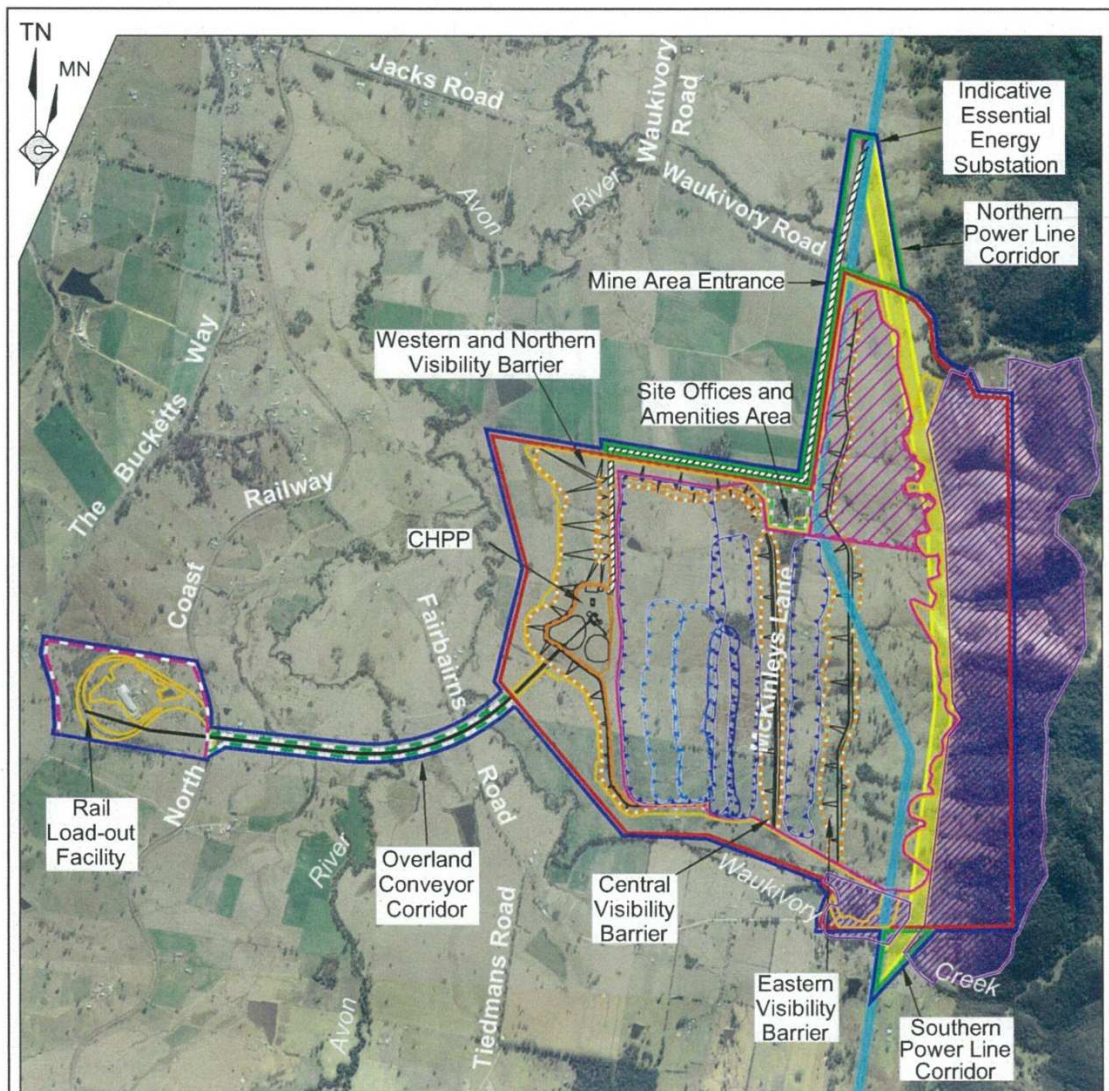 TN
MN
Jacks Road
Waukivory
Road
Indicative
Essential
Energy
Substation
Avon
River
Waukivory Road
Northern
Power Line
Corridor
Mine Area Entrance
The Bucketts Way
Western and Northern
Visibility Barrier
Site Offices and
Amenities Area
Railway
CHPP
Coast
Fairbairns
McKinleys Lane
North
Road
Rail
Load-out
Facility
River
Overland
Conveyor
Corridor
Waukivory
Central
Visibility
Barrier
Tiedmans Road
Avon
Eastern
Visibility
Barrier
Creek
Southern
Power Line
Corridor